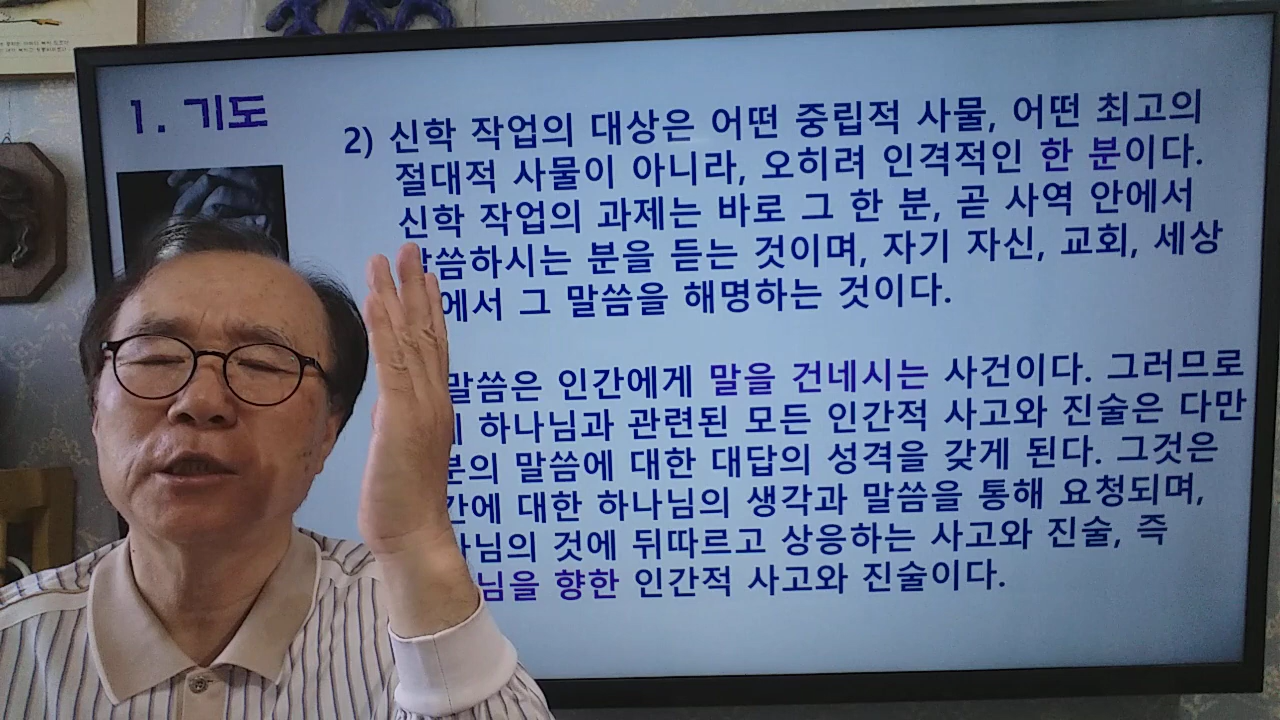 1. 기도
2) 신학 작업의 대상은 어떤 중립적 사물, 어떤 최고의
절대적 사물이 아니라, 오히려 인격적인 한 분이다.
신학 작업의 과제는 바로 그 한 분, 곧 사역 안에서
씀하시는 분을 듣는 것이며, 자기 자신, 교회, 세상
에서 그 말씀을 해명하는 것이다.
말씀은 인간에게 말을 건네시는 사건이다. 그러므로
하나님과 관련된 모든 인간적 사고와 진술은 다만
분의 말씀에 대한 대답의 성격을 갖게 된다. 그것은
간에 대한 하나님의 생각과 말씀을 통해 요청되며,
나님의 것에 뒤따르고 상응하는 사고와 진술, 즉
님을 향한 인간적 사고와 진술이다.